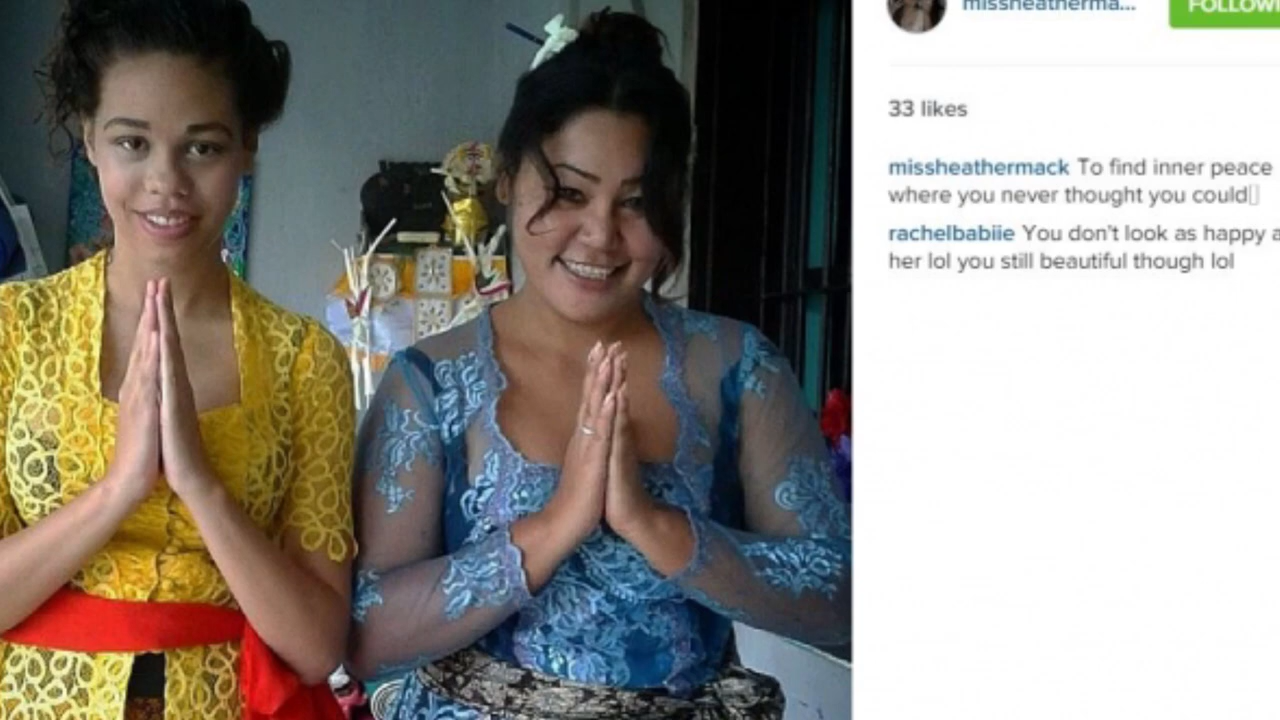 missheatherma...
FOLLOWI
33 likes
missheathermack To find inner peace
where you never thought you could
rachelbabiie You don't look as happy a
her lol you still beautiful though lol